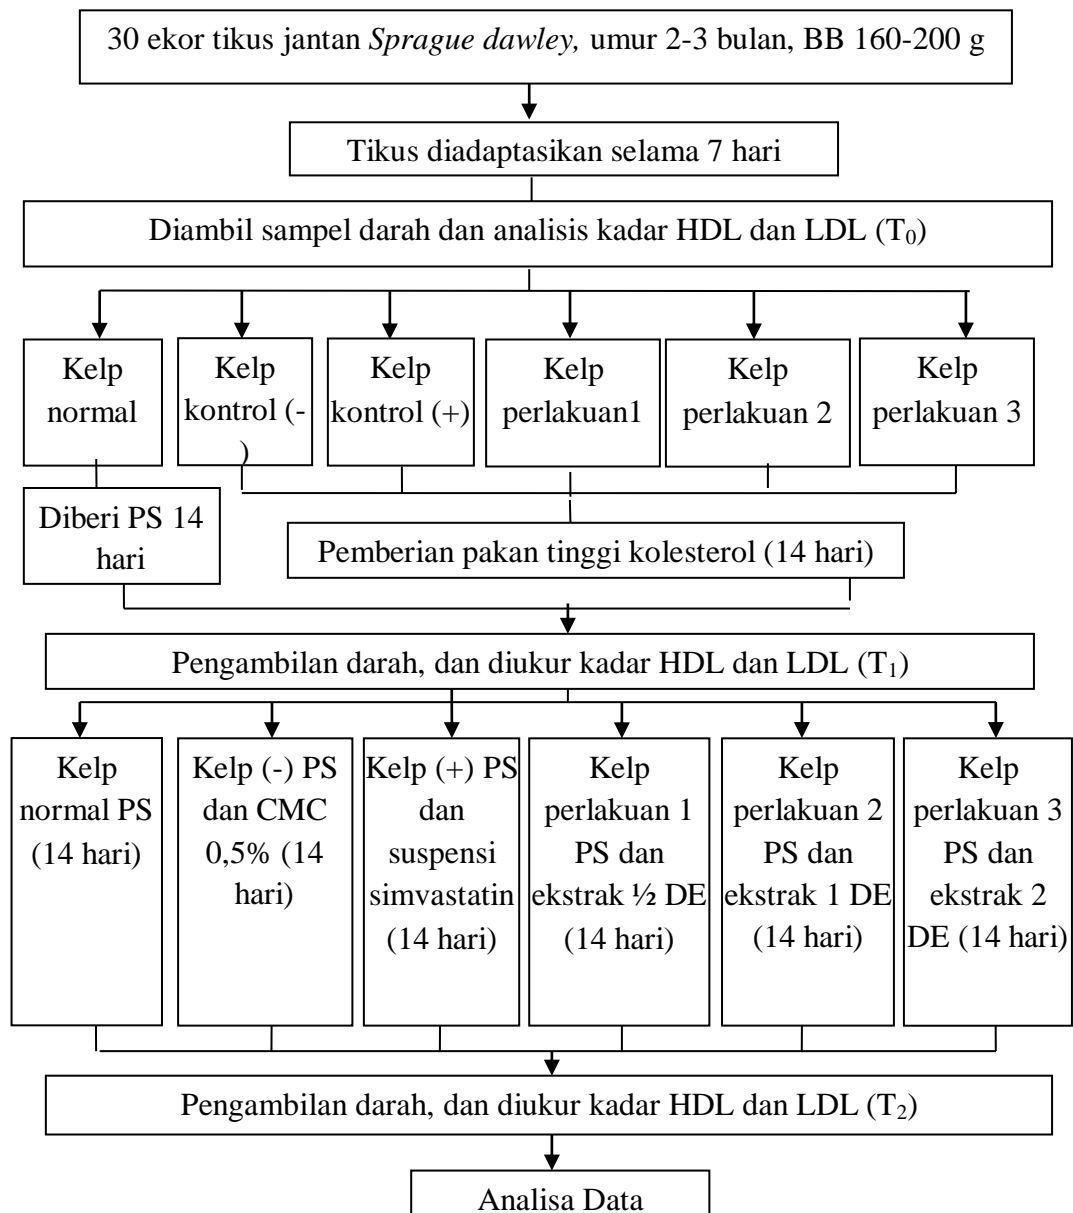 30 ekor tikus jantan Sprague dawley, umur 2-3 bulan, BB 160-200 g
Tikus diadaptasikan selama 7 hari
Diambil sampel darah dan analisis kadar HDL dan LDL (T₀)
Kelp
normal
Kelp
kontrol (-
)
Kelp
kontrol (+)
Kelp
perlakuan1
Kelp
perlakuan 2
Kelp
perlakuan 3
Diberi PS 14
hari
Pemberian pakan tinggi kolesterol (14 hari)
Pengambilan darah, dan diukur kadar HDL dan LDL (T₁)
Kelp
normal PS
(14 hari)
Kelp (-) PS
dan CMC
0,5% (14
hari)
Kelp (+) PS
dan
suspensi
simvastatin
(14 hari)
Kelp
perlakuan 1
PS dan
ekstrak ½ DE
(14 hari)
Kelp
perlakuan 2
PS dan
ekstrak 1 DE
(14 hari)
Kelp
perlakuan 3
PS dan
ekstrak 2
DE (14 hari)
Pengambilan darah, dan diukur kadar HDL dan LDL (T₂)
Analisa Data